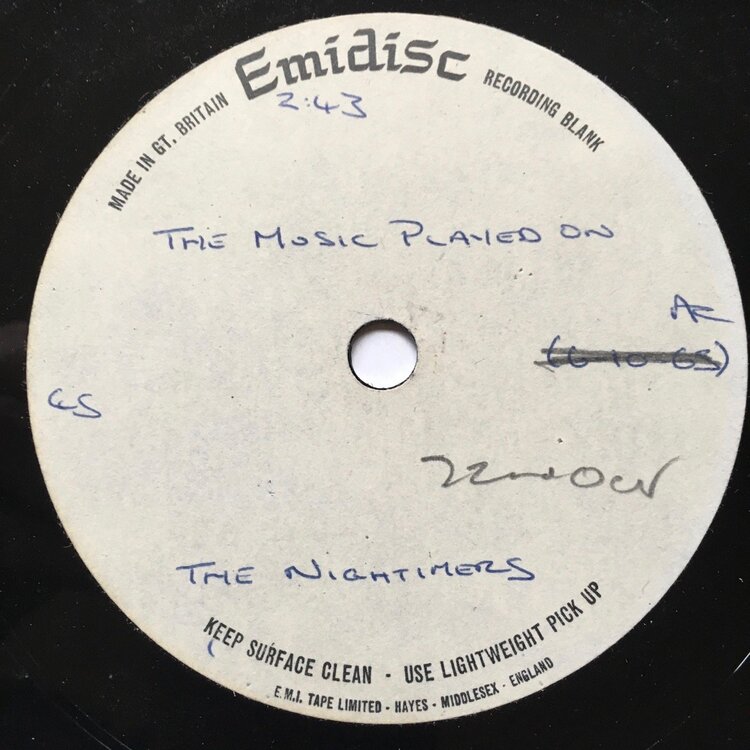 Emidisc
MADE IN GT. BRITAIN
RECORDING BLANK
2:43
THE MUSIC PLAYED ON
45
THE NIGHTIMERS
KEEP SURFACE CLEAN · USE LIGHTWEIGHT PICK UP
E.M.I. TAPE LIMITED · HAYES · MIDDLESEX · ENGLAND